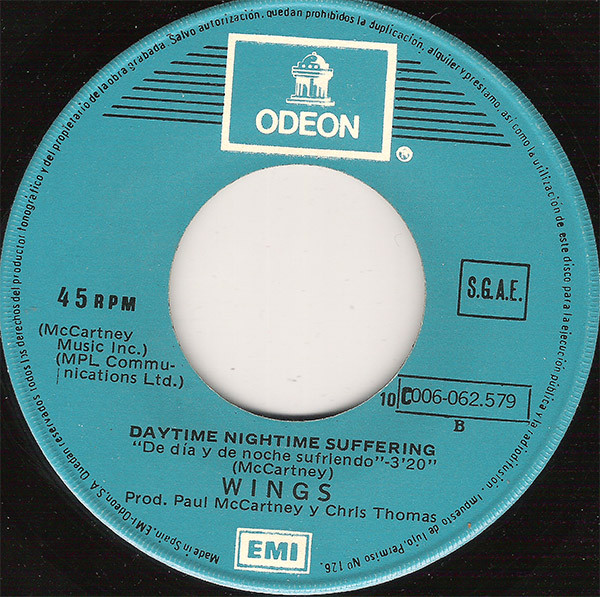 Quedan reservados todos los derechos del productor fonográfico y del propietario de la obra grabada. Salvo autorización, quedan prohibidos la duplicación, alquiler y préstamo, así como la utilización de este disco para la ejecución pública y la radiodifusión. Impuesto de lujo, Permiso Nº 126.
ODEON
S.G.A.E.
45 RPM
(McCartney
Music Inc.)
(MPL Commu-
nications Ltd.)
10 C 006-062.579
B
DAYTIME NIGHTIME SUFFERING
"De día y de noche sufriendo"-3'20"
(McCartney)
WINGS
Prod. Paul McCartney y Chris Thomas
EMI
Made in Spain. EMI-Odeon, S.A.